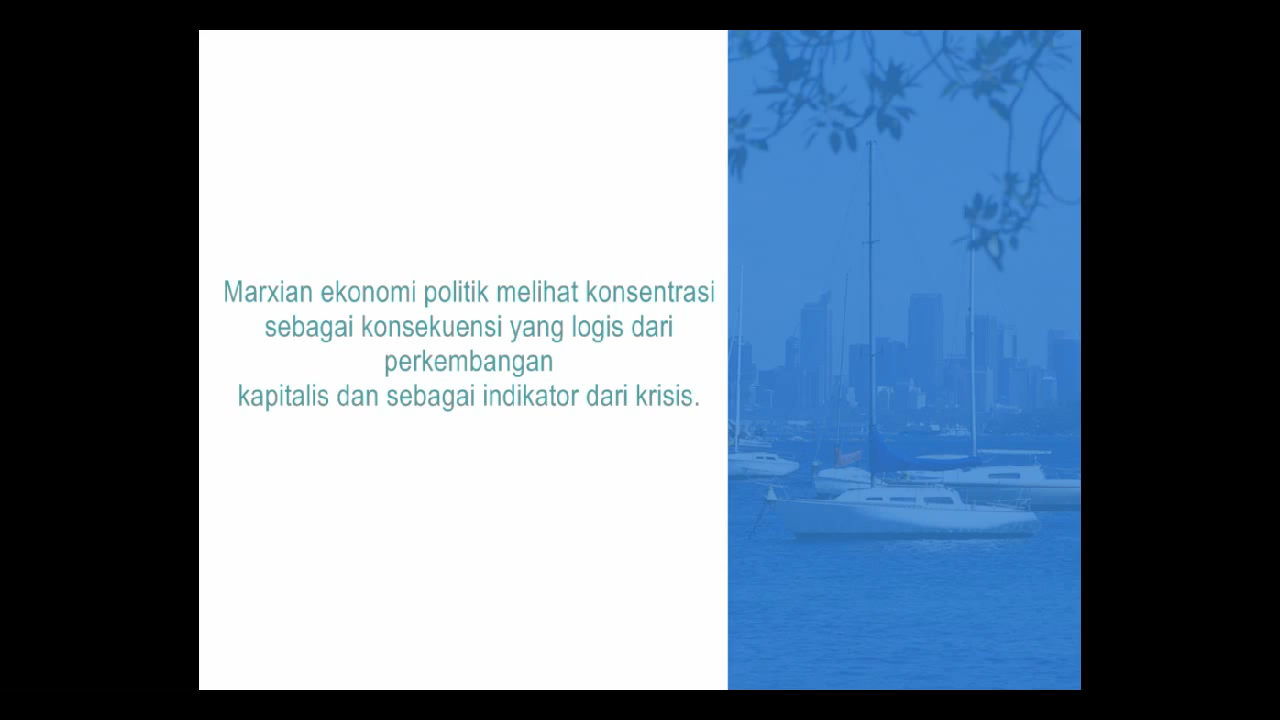 Marxian ekonomi politik melihat konsentrasi
sebagai konsekuensi yang logis dari
perkembangan
kapitalis dan sebagai indikator dari krisis.